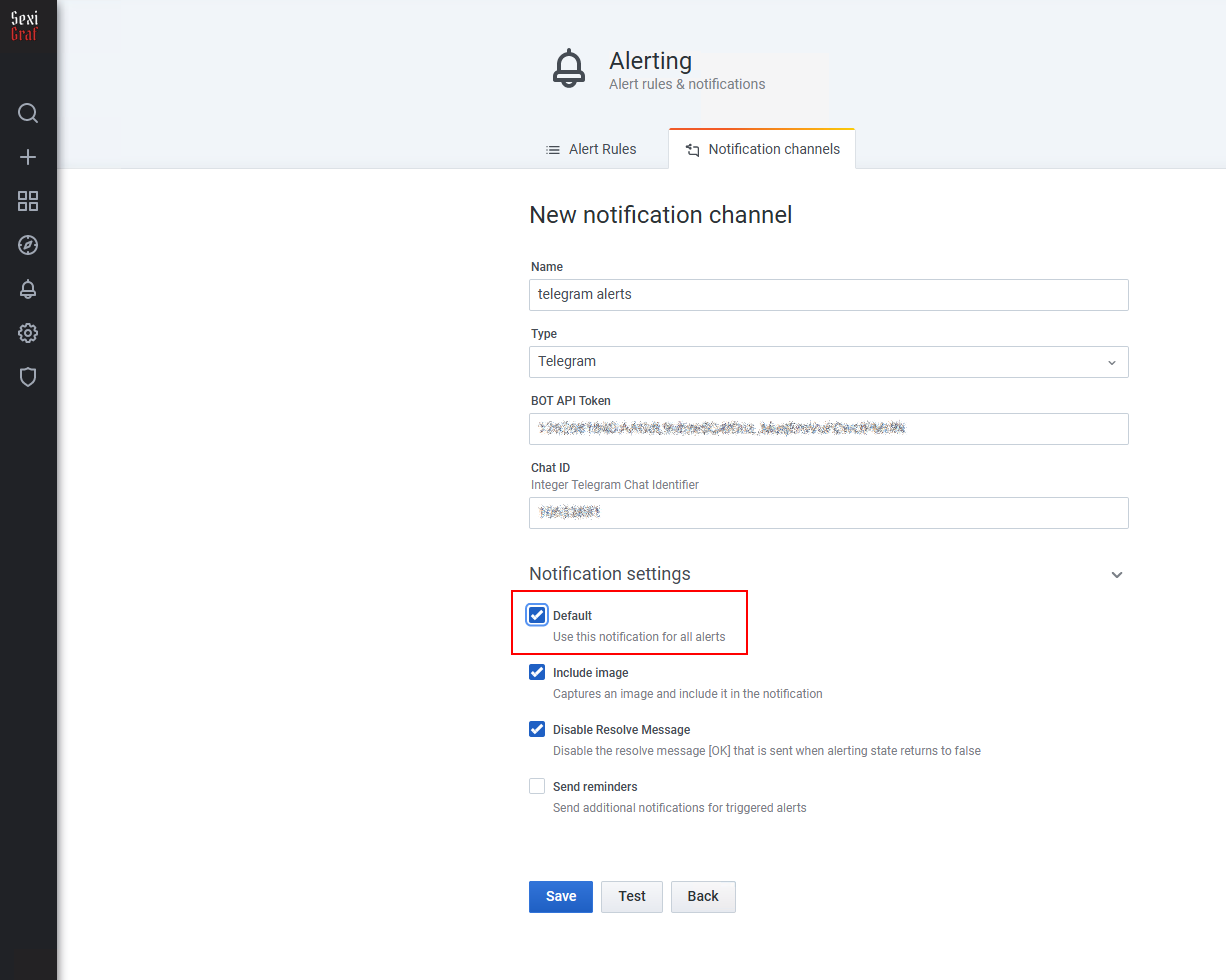 Sexi
Graf
Alerting
Alert rules & notifications
Alert Rules
Notification channels
New notification channel
Name
telegram alerts
Type
Telegram
BOT API Token
Chat ID
Integer Telegram Chat Identifier
Notification settings
Default
Use this notification for all alerts
Include image
Captures an image and include it in the notification
Disable Resolve Message
Disable the resolve message [OK] that is sent when alerting state returns to false
Send reminders
Send additional notifications for triggered alerts
Save
Test
Back